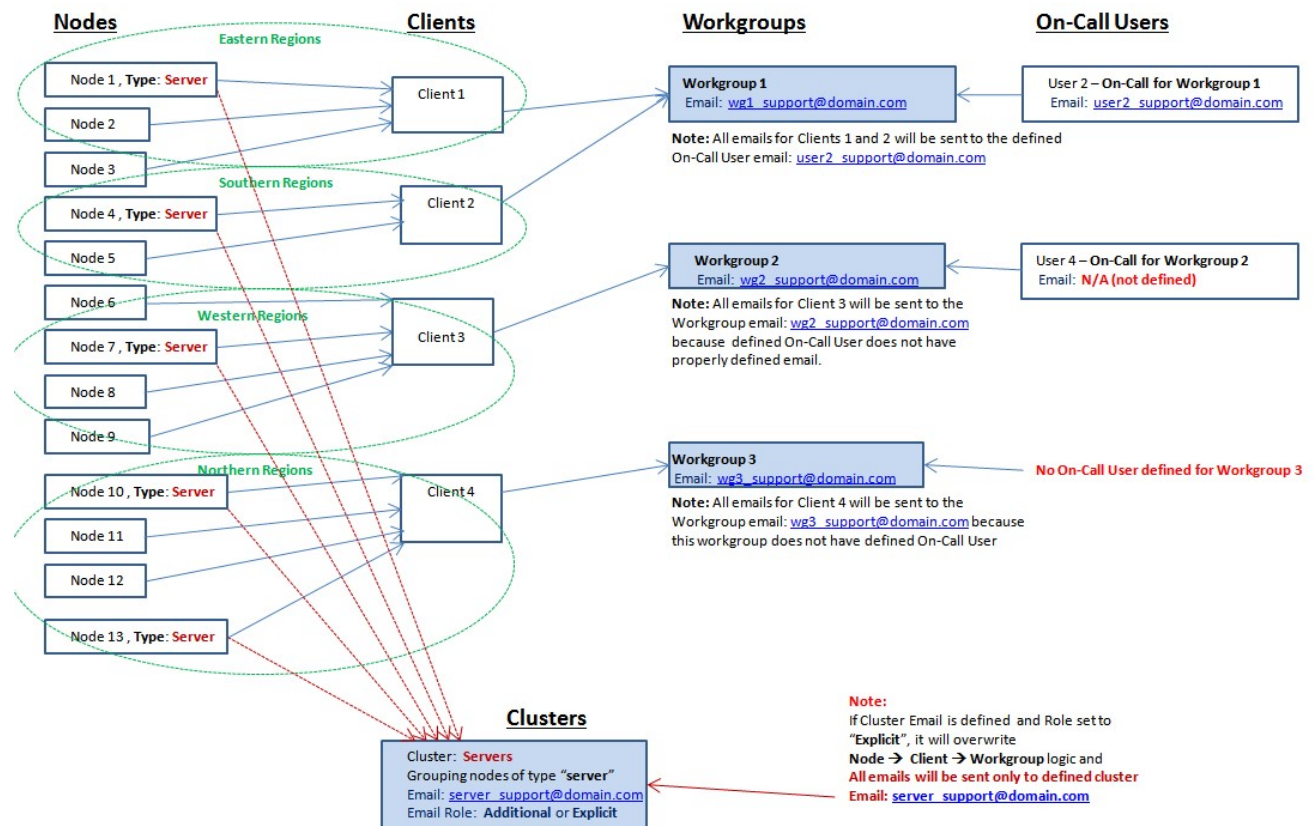 Nodes
Clients
Workgroups
On-Call Users
Eastern Regions
Node 1 , Type: Server
Node 2
Node 3
Client 1
Southern Regions
Node 4 , Type: Server
Node 5
Client 2
Node 6
Western Regions
Node 7 , Type: Server
Node 8
Node 9
Client 3
Northern Regions
Node 10 , Type: Server
Node 11
Node 12
Node 13 , Type: Server
Client 4
Workgroup 1
Email: wg1_support@domain.com
Note: All emails for Clients 1 and 2 will be sent to the defined
On-Call User email: user2_support@domain.com
User 2 – On-Call for Workgroup 1
Email: user2_support@domain.com
Workgroup 2
Email: wg2_support@domain.com
Note: All emails for Client 3 will be sent to the
Workgroup email: wg2_support@domain.com
because defined On-Call User does not have
properly defined email.
User 4 – On-Call for Workgroup 2
Email: N/A (not defined)
Workgroup 3
Email: wg3_support@domain.com
Note: All emails for Client 4 will be sent to the
Workgroup email: wg3_support@domain.com because
this workgroup does not have defined On-Call User
No On-Call User defined for Workgroup 3
Clusters
Cluster: Servers
Grouping nodes of type “server”
Email: server_support@domain.com
Email Role: Additional or Explicit
Note:
If Cluster Email is defined and Role set to
“Explicit”, it will overwrite
Node → Client → Workgroup logic and
All emails will be sent only to defined cluster
Email: server_support@domain.com